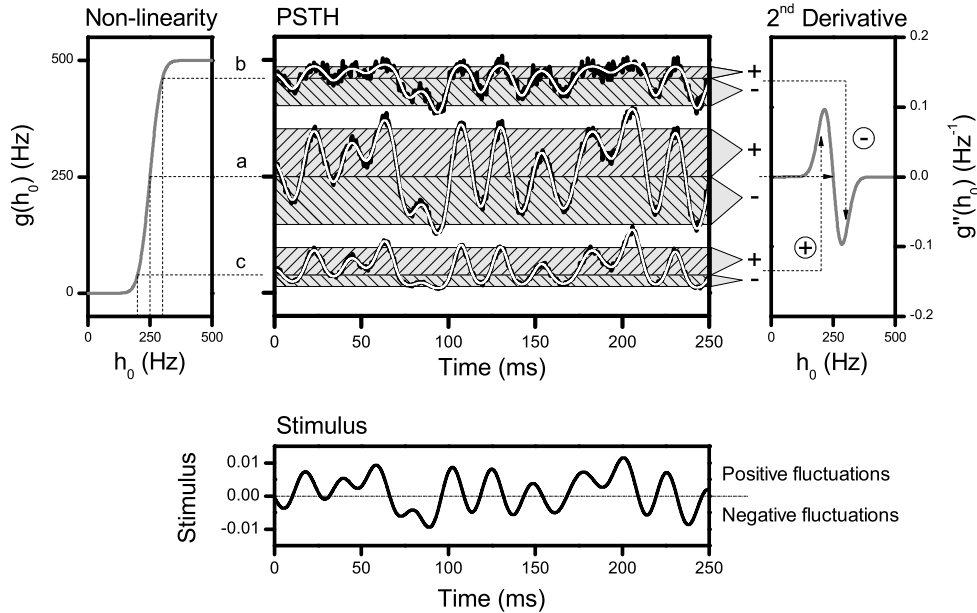 Non-linearity
PSTH
2nd Derivative
500
250
0
g(h0) (Hz)
0
250
500
h0 (Hz)
b
a
c
+
-
+
-
+
-
0
50
100
150
200
250
Time (ms)
0.2
0.1
0.0
-0.1
-0.2
g''(h0) (Hz-1)
-
+
0
250
500
h0 (Hz)
Stimulus
Stimulus
0.01
0.00
-0.01
Positive fluctuations
Negative fluctuations
0
50
100
150
200
250
Time (ms)